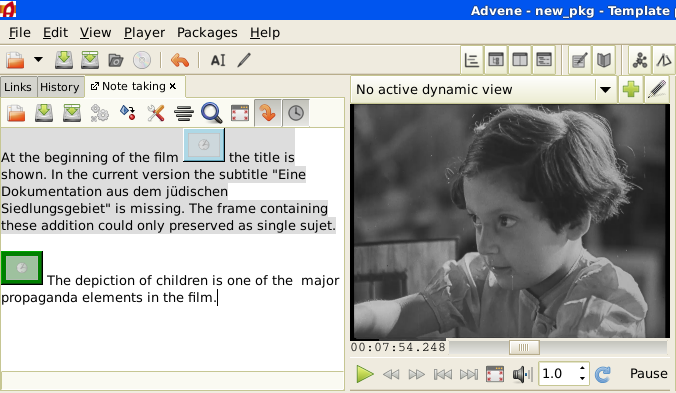 Advene - new_pkg - Template p
File Edit View Player Packages Help
AI
Links History Note taking
No active dynamic view
At the beginning of the film the title is
shown. In the current version the subtitle "Eine
Dokumentation aus dem jüdischen
Siedlungsgebiet" is missing. The frame containing
these addition could only preserved as single sujet.
The depiction of children is one of the  major
propaganda elements in the film.
00:07:54.248
1.0 Pause